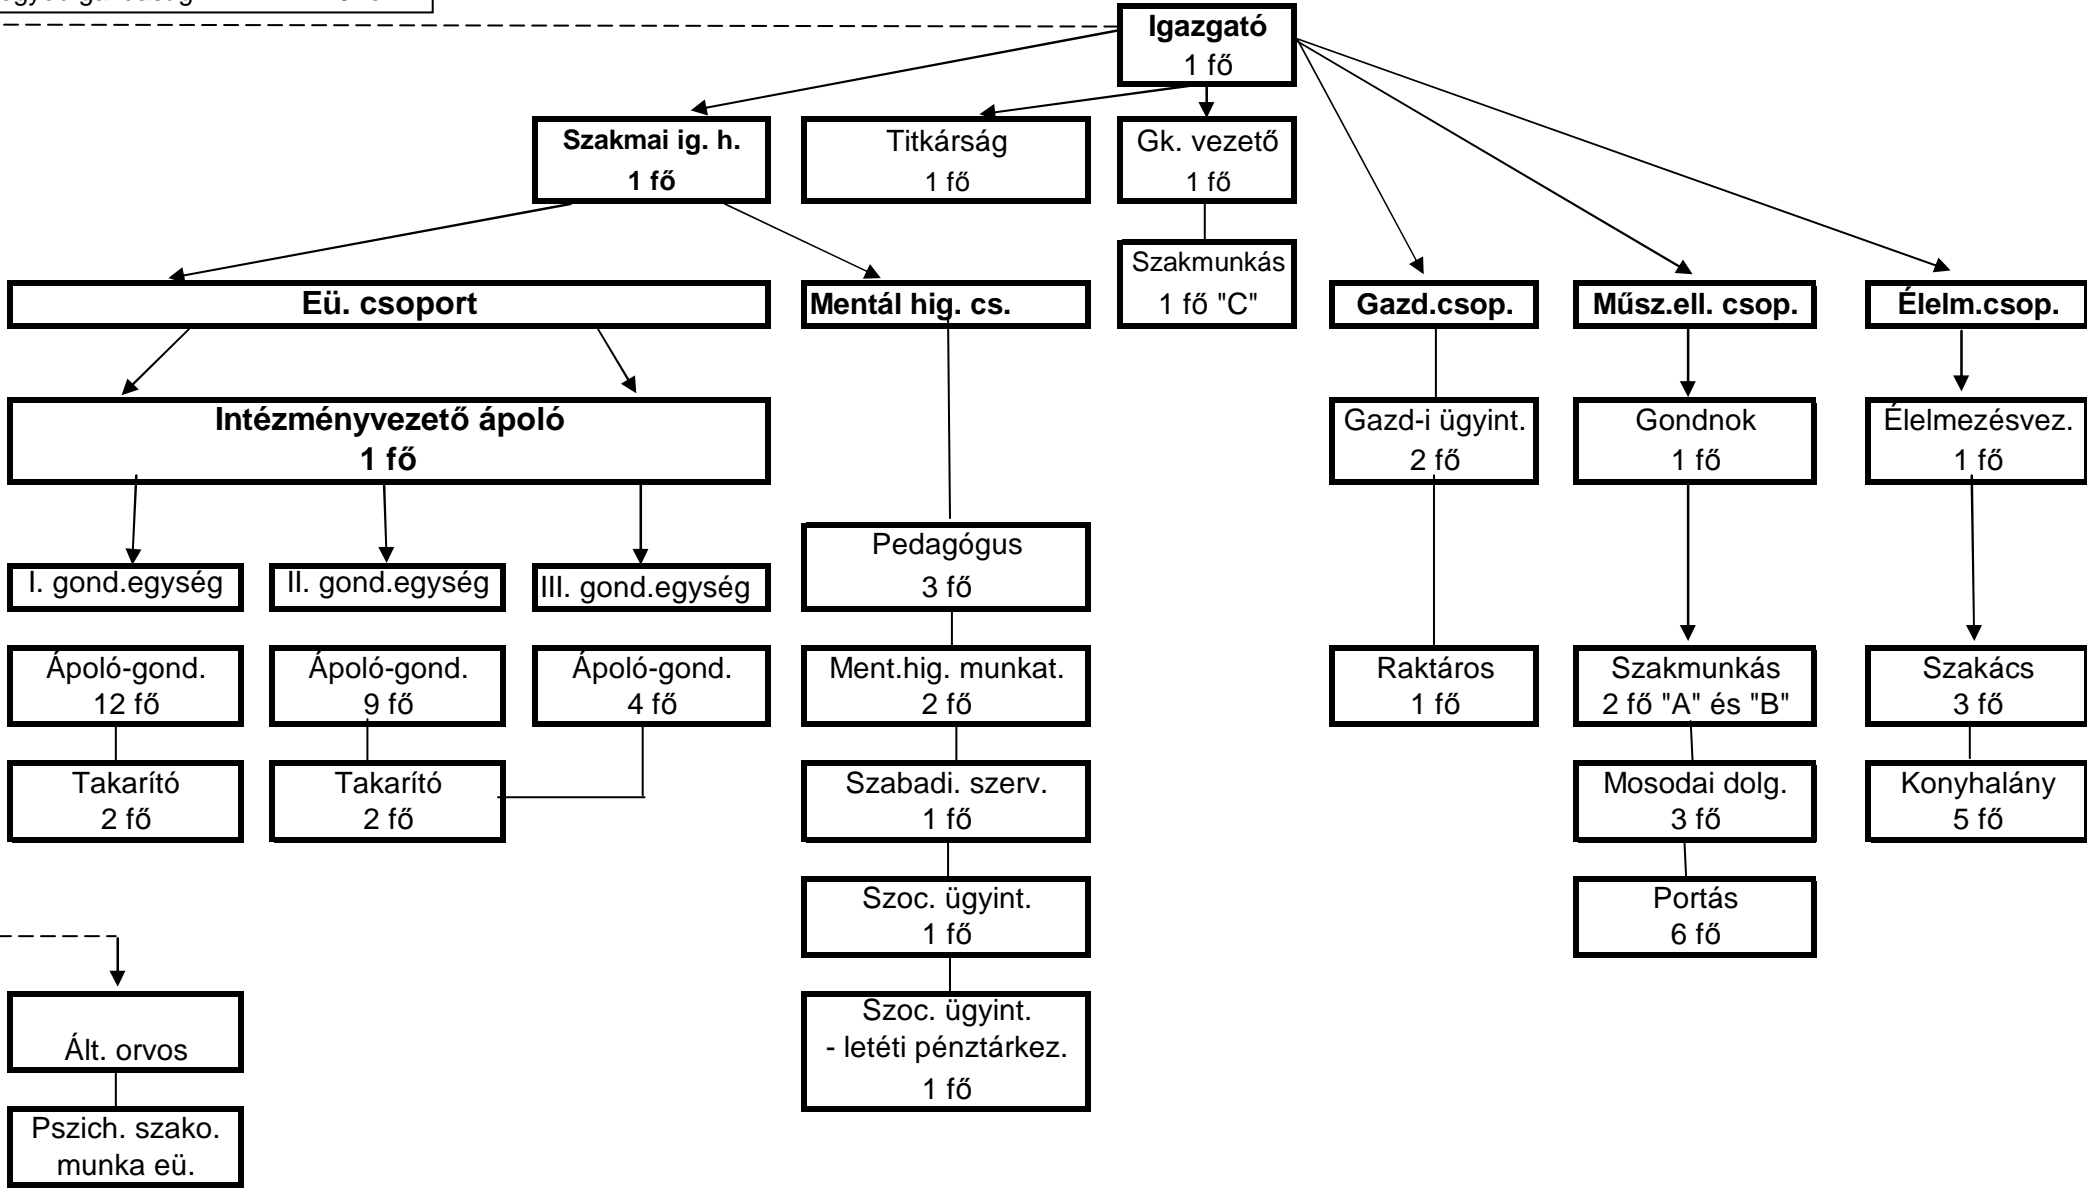 Igazgató
1 fő
Szakmai ig. h.
1 fő
Titkárság
1 fő
Gk. vezető
1 fő
Szakmunkás
1 fő "C"
Eü. csoport
Mentál hig. cs.
Gazd.csop.
Műsz.ell. csop.
Élelm.csop.
Intézményvezető ápoló
1 fő
Gazd-i ügyint.
2 fő
Gondnok
1 fő
Élelmezésvez.
1 fő
I. gond.egység
II. gond.egység
III. gond.egység
Pedagógus
3 fő
Ápoló-gond.
12 fő
Ápoló-gond.
9 fő
Ápoló-gond.
4 fő
Ment.hig. munkat.
2 fő
Raktáros
1 fő
Szakmunkás
2 fő "A" és "B"
Szakács
3 fő
Takarító
2 fő
Takarító
2 fő
Szabadi. szerv.
1 fő
Mosodai dolg.
3 fő
Konyhalány
5 fő
Szoc. ügyint.
1 fő
Portás
6 fő
Ált. orvos
Szoc. ügyint.
- letéti pénztárkez.
1 fő
Pszich. szako.
munka eü.